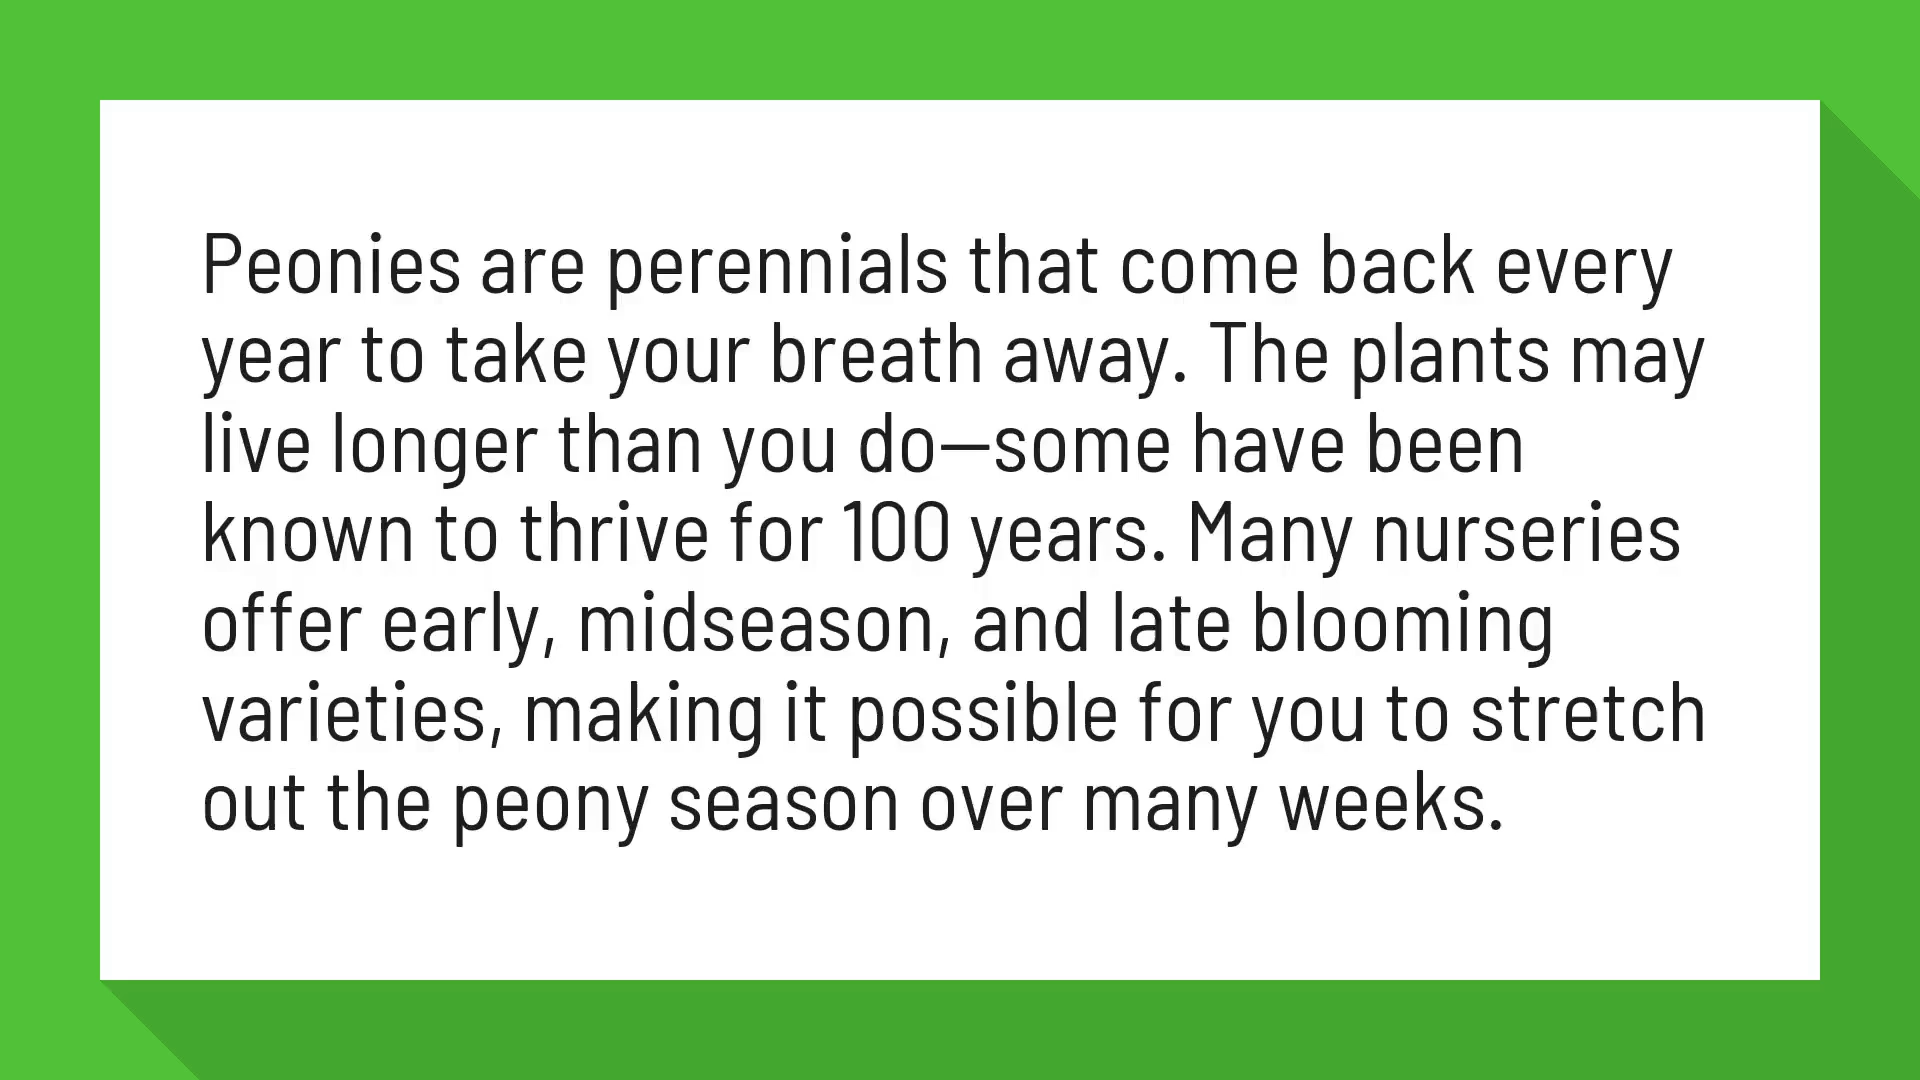 Peonies are perennials that come back every
year to take your breath away. The plants may
live longer than you do—some have been
known to thrive for 100 years. Many nurseries
offer early, midseason, and late blooming
varieties, making it possible for you to stretch
out the peony season over many weeks.